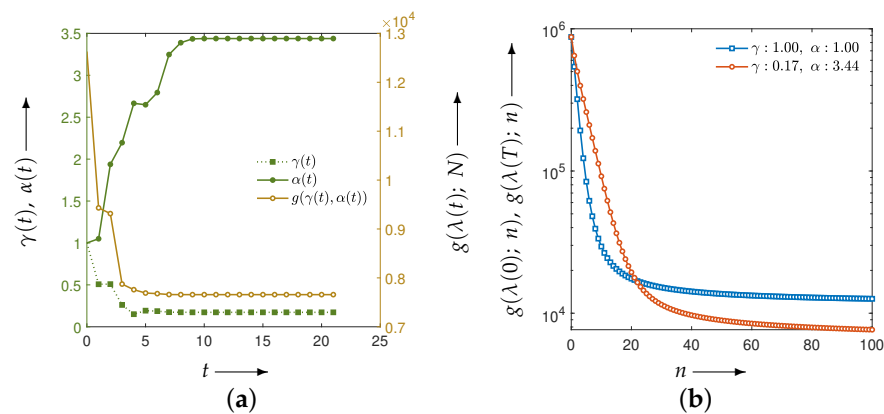 ×10⁴
3.5
3
2.5
2
1.5
1
0.5
0
1.3
1.2
1.1
1
0.9
0.8
0.7
0 5 10 15 20 25
γ(t), α(t)
g(λ(t); N)
γ(t)
α(t)
g(γ(t), α(t))
t
(a)
10⁶
10⁵
10⁴
0 20 40 60 80 100
g(λ(0); n), g(λ(T); n)
γ : 1.00, α : 1.00
γ : 0.17, α : 3.44
n
(b)